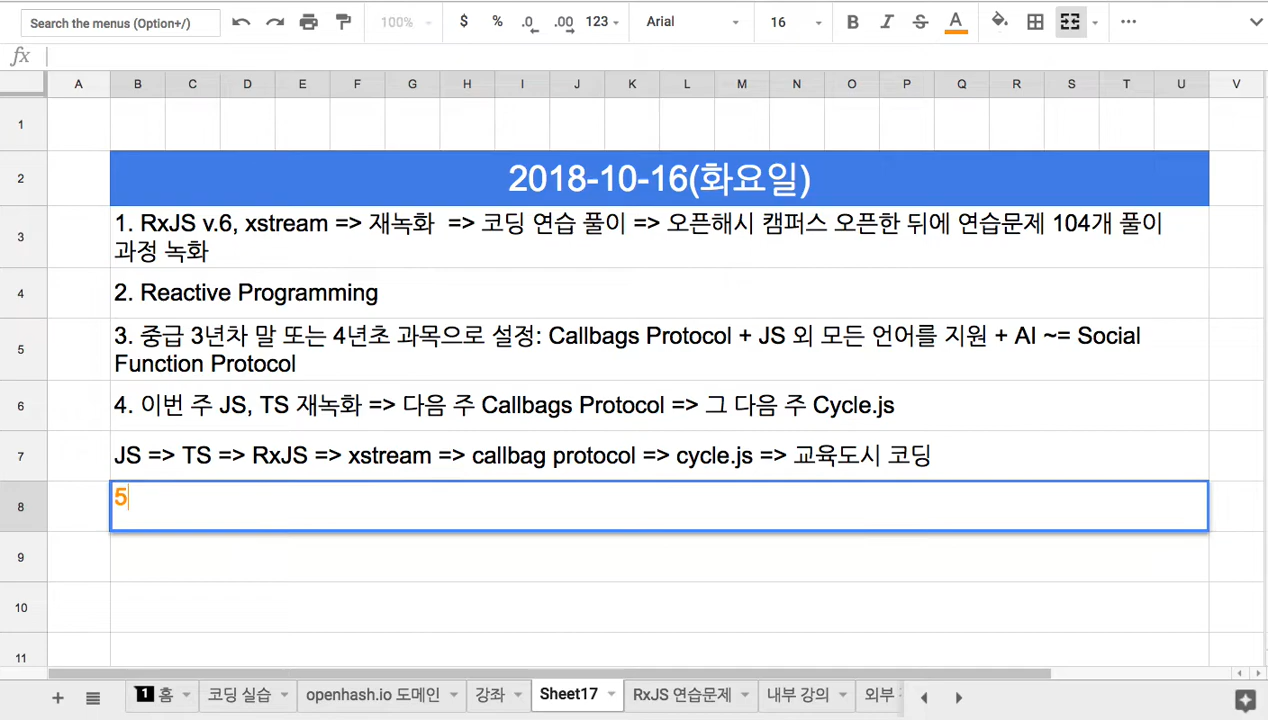 Search the menus (Option+/)
100%
$ % .0 .00 123
Arial
16
B I S A
fx
A B C D E F G H I J K L M N O P Q R S T U V
1
2 2018-10-16(화요일)
3 1. RxJS v.6, xstream => 재녹화 => 코딩 연습 풀이 => 오픈해시 캠퍼스 오픈한 뒤에 연습문제 104개 풀이
과정 녹화
4 2. Reactive Programming
5 3. 중급 3년차 말 또는 4년초 과목으로 설정: Callbags Protocol + JS 외 모든 언어를 지원 + AI ~= Social
Function Protocol
6 4. 이번 주 JS, TS 재녹화 => 다음 주 Callbags Protocol => 그 다음 주 Cycle.js
7 JS => TS => RxJS => xstream => callbag protocol => cycle.js => 교육도시 코딩
8 5
9
10
11
1 홈 코딩 실습 openhash.io 도메인 강좌 Sheet17 RxJS 연습문제 내부 강의 외부